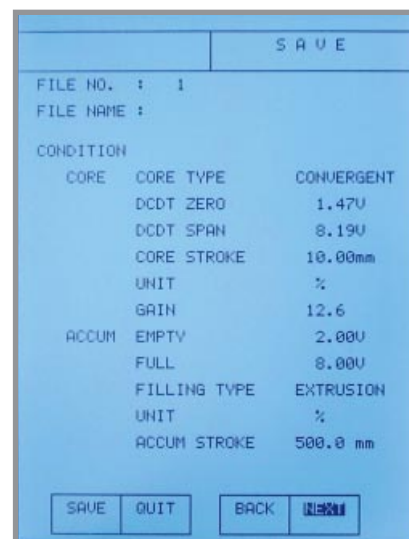 SAVE
FILE NO. : 1
FILE NAME :
CONDITION
CORE CORE TYPE CONVERGENT
DCDT ZERO 1.47V
DCDT SPAN 8.19V
CORE STROKE 10.00mm
UNIT %
GAIN 12.6
ACCUM EMPTY 2.00V
FULL 8.00V
FILLING TYPE EXTRUSION
UNIT %
ACCUM STROKE 500.0 mm
SAVE QUIT BACK NEXT